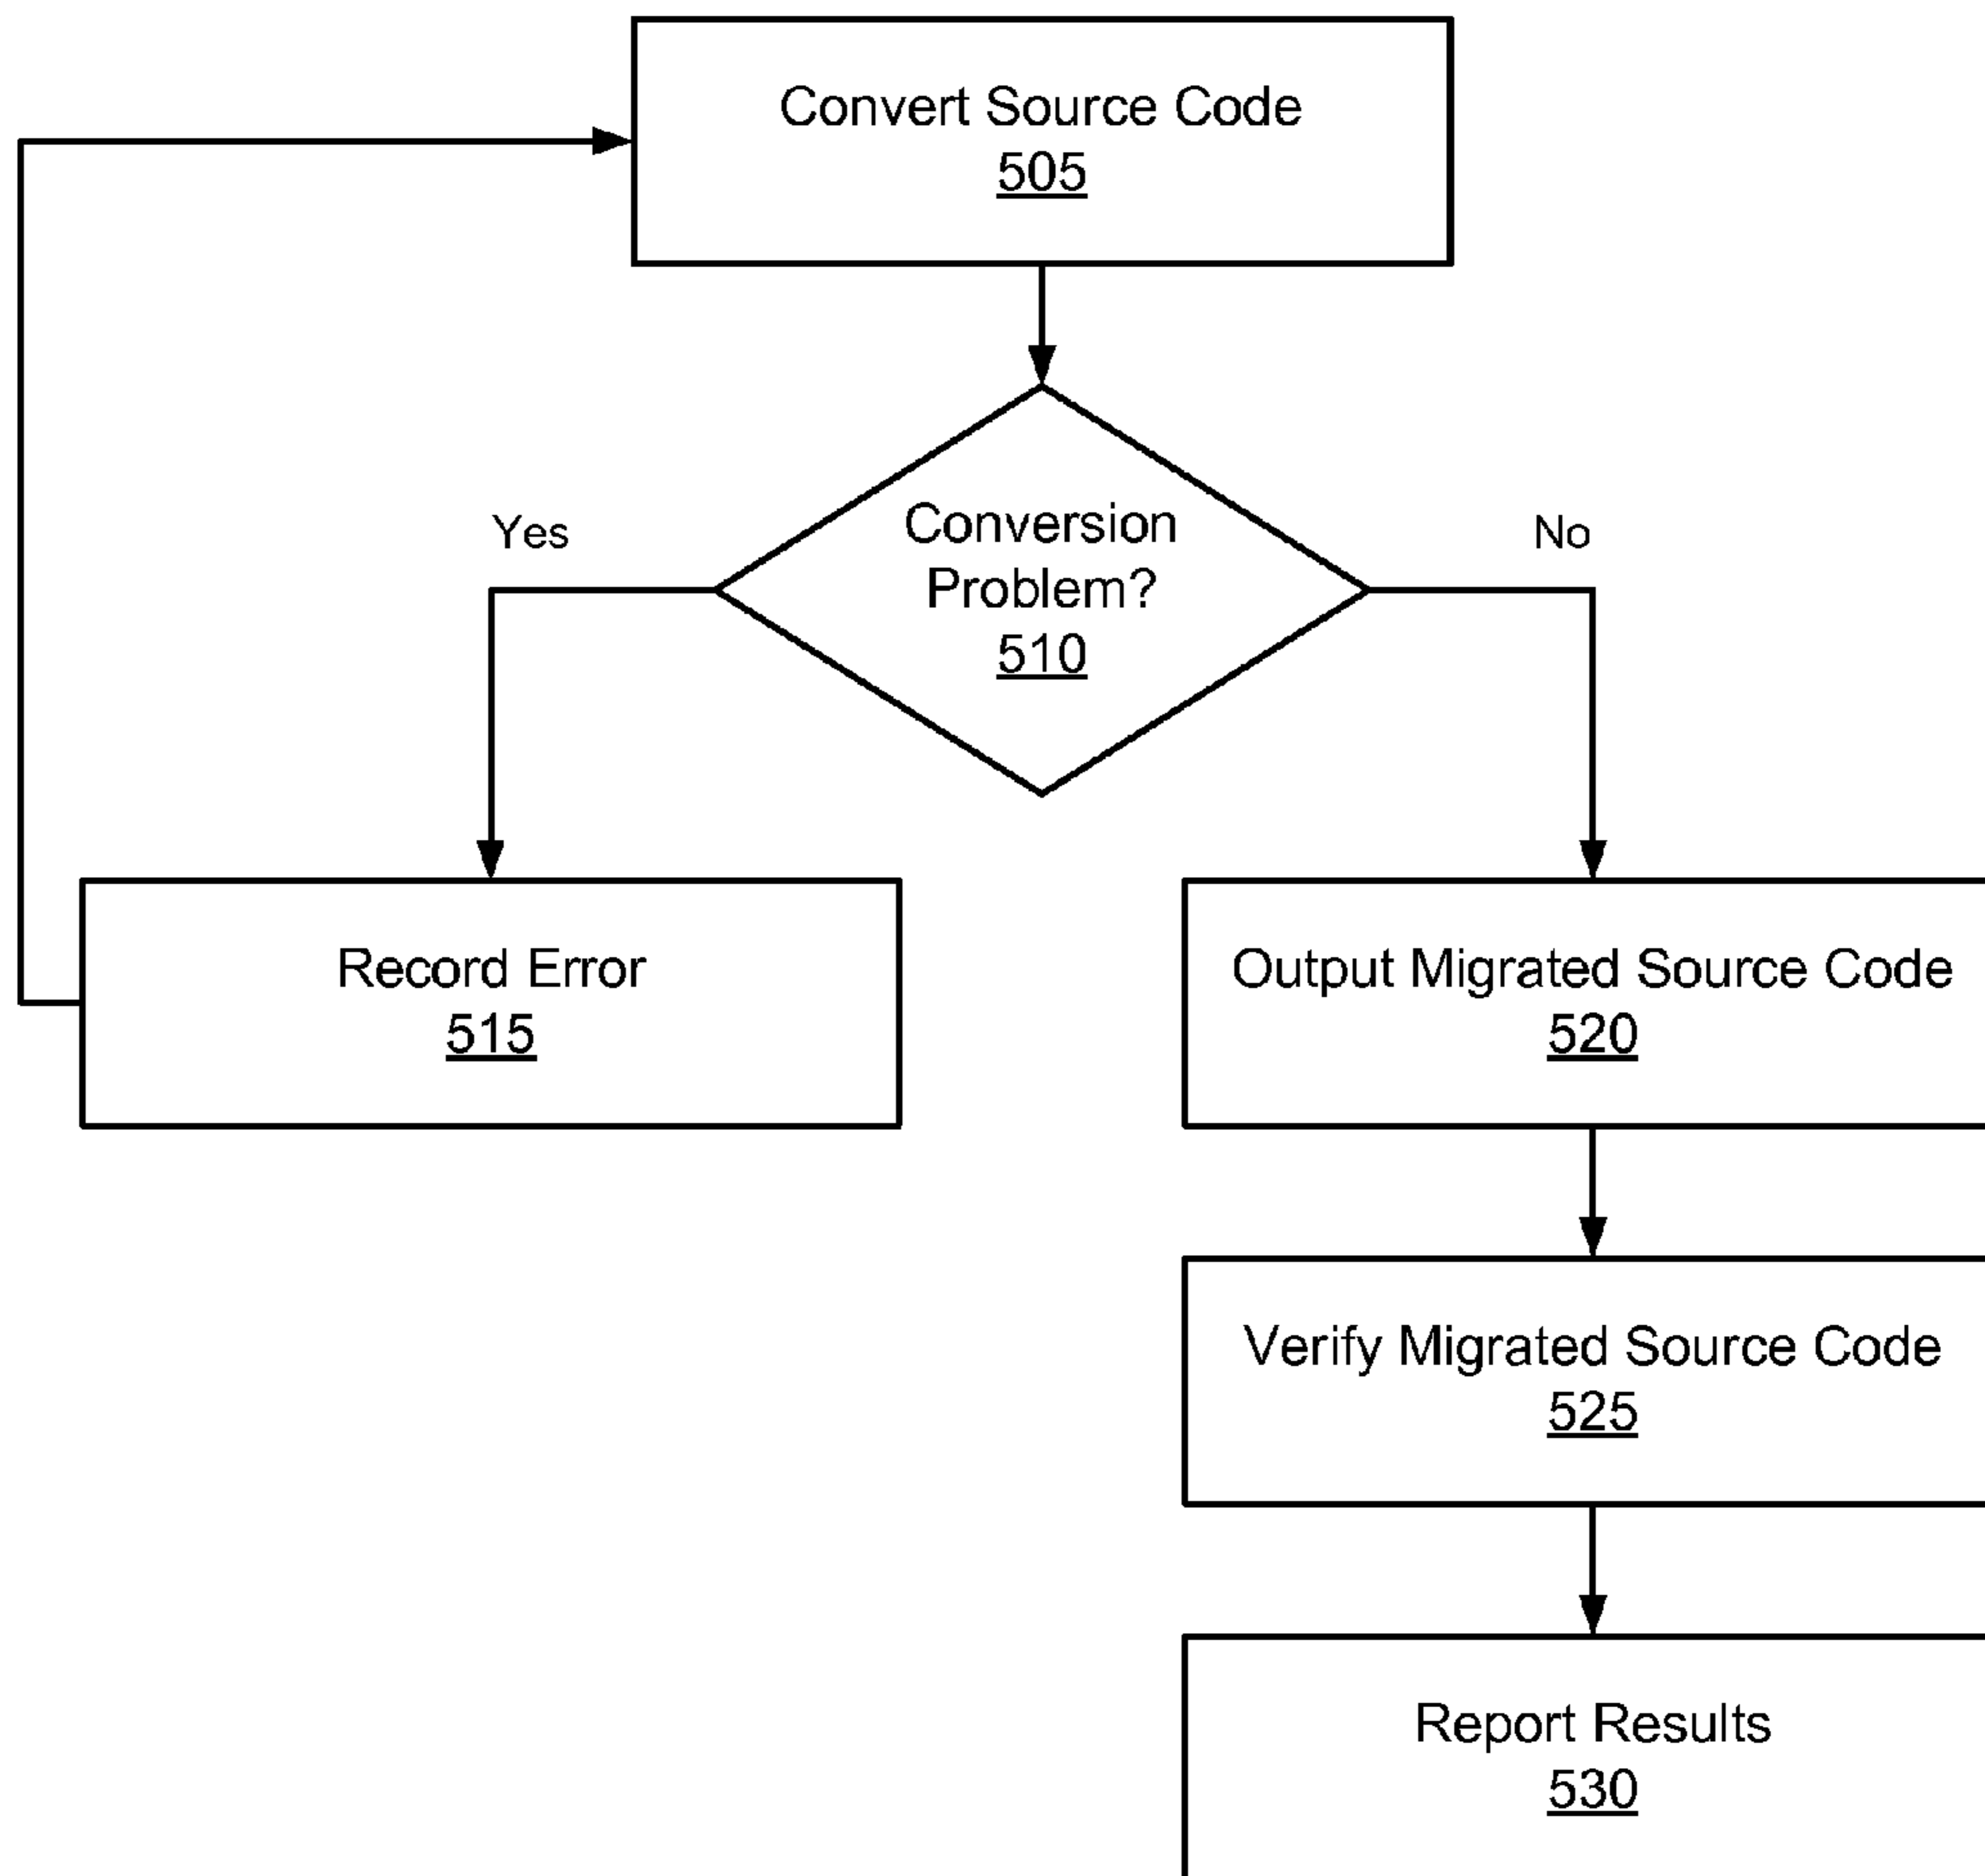 Convert Source Code
505
Conversion
Problem?
510
Yes
No
Record Error
515
Output Migrated Source Code
520
Verify Migrated Source Code
525
Report Results
530